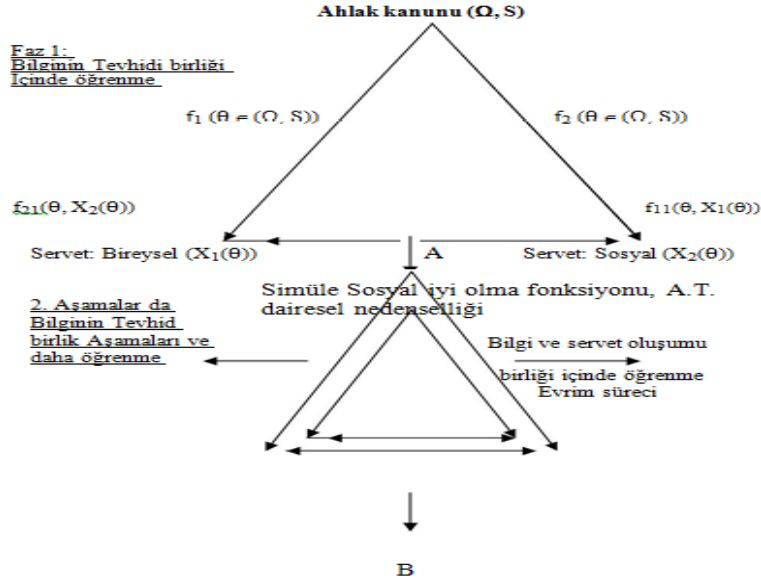 Ahlak kanunu (Ω, S)
Faz 1:
Bilginin Tevhidi birliği
İçinde öğrenme
f1 (θ ∈ (Ω, S))
f2 (θ ∈ (Ω, S))
f21(θ, X2(θ))
f11(θ, X1(θ))
Servet: Bireysel (X1(θ))
A
Servet: Sosyal (X2(θ))
Simüle Sosyal iyi olma fonksiyonu, A.T.
dairesel nedenselliği
2. Aşamalar da
Bilginin Tevhid
birlik Aşamaları ve
daha öğrenme
Bilgi ve servet oluşumu
birliği içinde öğrenme
Evrim süreci
B